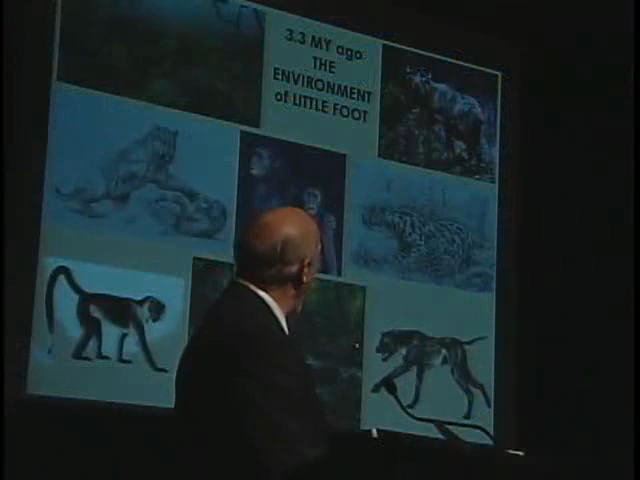 3.3 MY ago
THE
ENVIRONMENT
of LITTLE FOOT